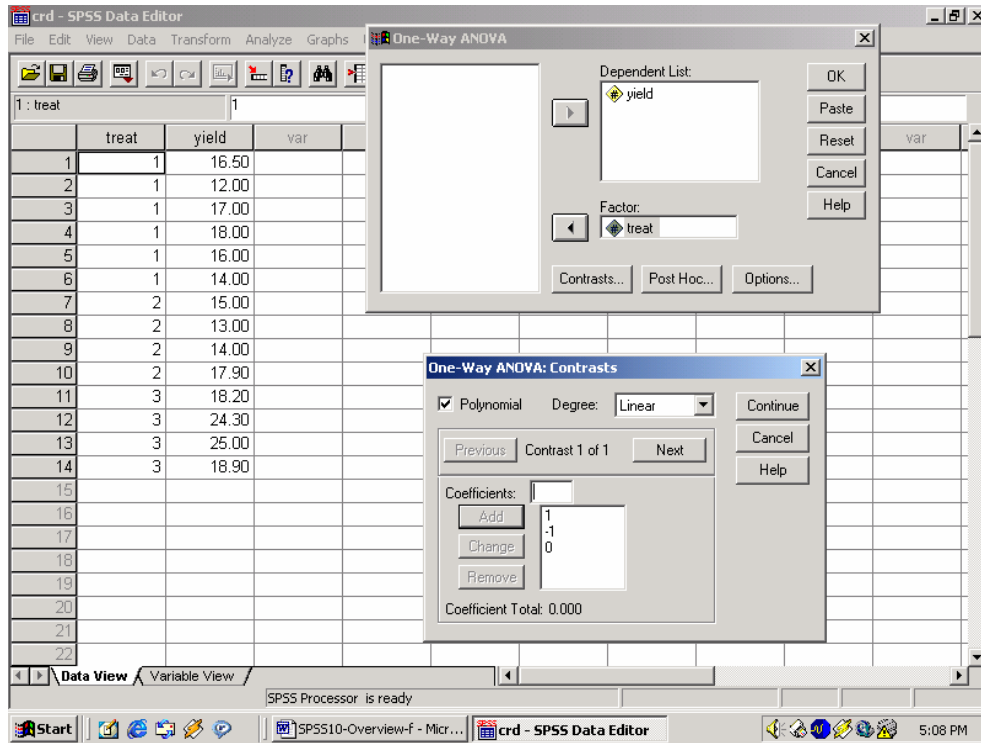 crd - SPSS Data Editor
File Edit View Data Transform Analyze Graphs
1 : treat 1
treat yield var var
1 1 16.50
2 1 12.00
3 1 17.00
4 1 18.00
5 1 16.00
6 1 14.00
7 2 15.00
8 2 13.00
9 2 14.00
10 2 17.90
11 3 18.20
12 3 24.30
13 3 25.00
14 3 18.90
15
16
17
18
19
20
21
22
One-Way ANOVA
Dependent List:
yield
Factor:
treat
OK
Paste
Reset
Cancel
Help
Contrasts... Post Hoc... Options...
One-Way ANOVA: Contrasts
Polynomial Degree: Linear
Continue
Cancel
Help
Previous Contrast 1 of 1 Next
Coefficients:
Add
Change
Remove
1
-1
0
Coefficient Total: 0.000
Data View Variable View
SPSS Processor is ready
Start SPSS10-Overview-f - Micr... crd - SPSS Data Editor 5:08 PM